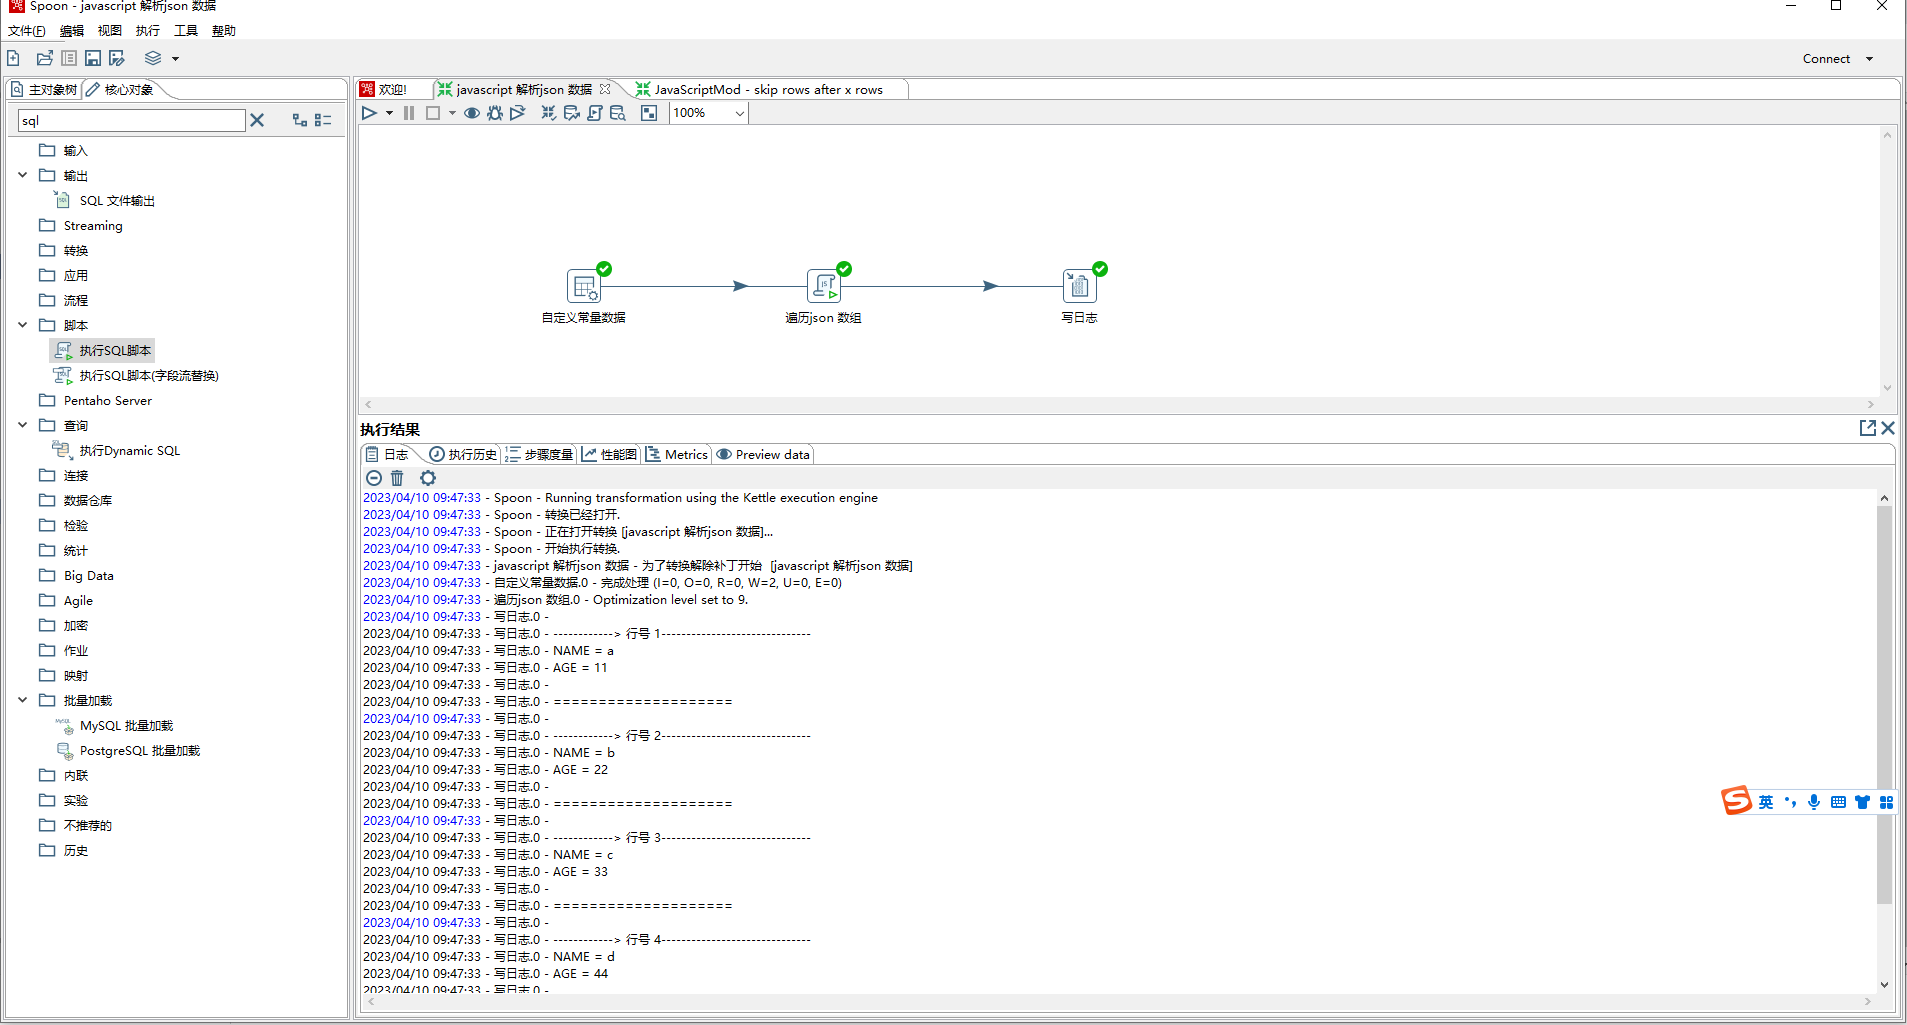 Spoon - javascript 解析json 数据
文件(F) 编辑 视图 执行 工具 帮助
Connect
主对象树 核心对象
sql
输入
输出
SQL 文件输出
Streaming
转换
应用
流程
脚本
执行SQL脚本
执行SQL脚本(字段流替换)
Pentaho Server
查询
执行Dynamic SQL
连接
数据仓库
检验
统计
Big Data
Agile
加密
作业
映射
批量加载
MySQL 批量加载
PostgreSQL 批量加载
内联
实验
不推荐的
历史
欢迎! javascript 解析json 数据 JavaScriptMod - skip rows after x rows
100%
自定义常量数据 遍历json 数组 写日志
执行结果
日志 执行历史 步骤度量 性能图 Metrics Preview data
2023/04/10 09:47:33 - Spoon - Running transformation using the Kettle execution engine
2023/04/10 09:47:33 - Spoon - 转换已经打开.
2023/04/10 09:47:33 - Spoon - 正在打开转换 [javascript 解析json 数据]...
2023/04/10 09:47:33 - Spoon - 开始执行转换.
2023/04/10 09:47:33 - javascript 解析json 数据 - 为了转换解除补丁开始  [javascript 解析json 数据]
2023/04/10 09:47:33 - 自定义常量数据.0 - 完成处理 (I=0, O=0, R=0, W=2, U=0, E=0)
2023/04/10 09:47:33 - 遍历json 数组.0 - Optimization level set to 9.
2023/04/10 09:47:33 - 写日志.0 -
2023/04/10 09:47:33 - 写日志.0 - ------------> 行号 1------------------------------
2023/04/10 09:47:33 - 写日志.0 - NAME = a
2023/04/10 09:47:33 - 写日志.0 - AGE = 11
2023/04/10 09:47:33 - 写日志.0 -
2023/04/10 09:47:33 - 写日志.0 - ====================
2023/04/10 09:47:33 - 写日志.0 -
2023/04/10 09:47:33 - 写日志.0 - ------------> 行号 2------------------------------
2023/04/10 09:47:33 - 写日志.0 - NAME = b
2023/04/10 09:47:33 - 写日志.0 - AGE = 22
2023/04/10 09:47:33 - 写日志.0 -
2023/04/10 09:47:33 - 写日志.0 - ====================
2023/04/10 09:47:33 - 写日志.0 -
2023/04/10 09:47:33 - 写日志.0 - ------------> 行号 3------------------------------
2023/04/10 09:47:33 - 写日志.0 - NAME = c
2023/04/10 09:47:33 - 写日志.0 - AGE = 33
2023/04/10 09:47:33 - 写日志.0 -
2023/04/10 09:47:33 - 写日志.0 - ====================
2023/04/10 09:47:33 - 写日志.0 -
2023/04/10 09:47:33 - 写日志.0 - ------------> 行号 4------------------------------
2023/04/10 09:47:33 - 写日志.0 - NAME = d
2023/04/10 09:47:33 - 写日志.0 - AGE = 44
2023/04/10 09:47:33 - 写日志.0 -
英